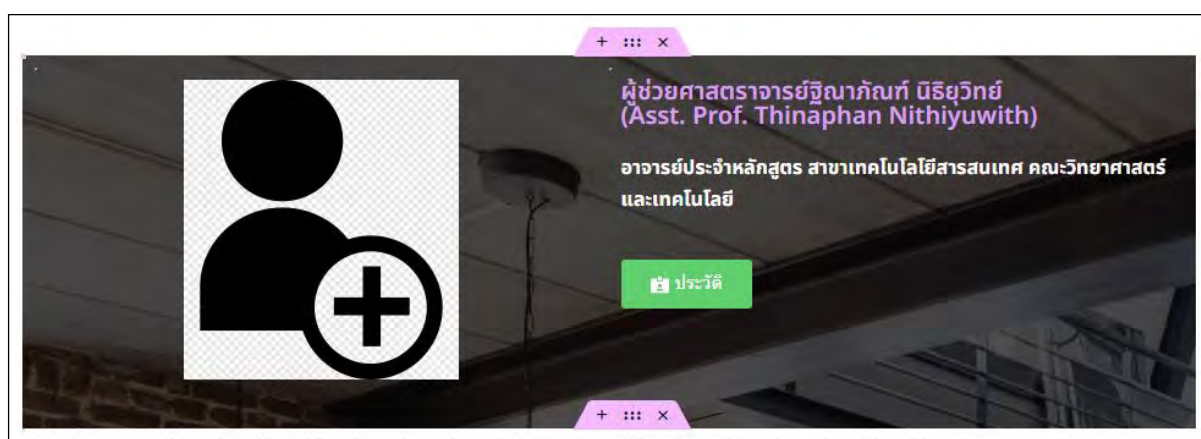 ผู้ช่วยศาสตราจารย์ฐิณาภัณฑ์ นิธิยุวิทย์
(Asst. Prof. Thinaphan Nithiyuwith)
อาจารย์ประจำหลักสูตร สาขาเทคโนโลโยีสารสนเทศ คณะวิทยาศาสตร์
และเทคโนโลยี
ประวัติ